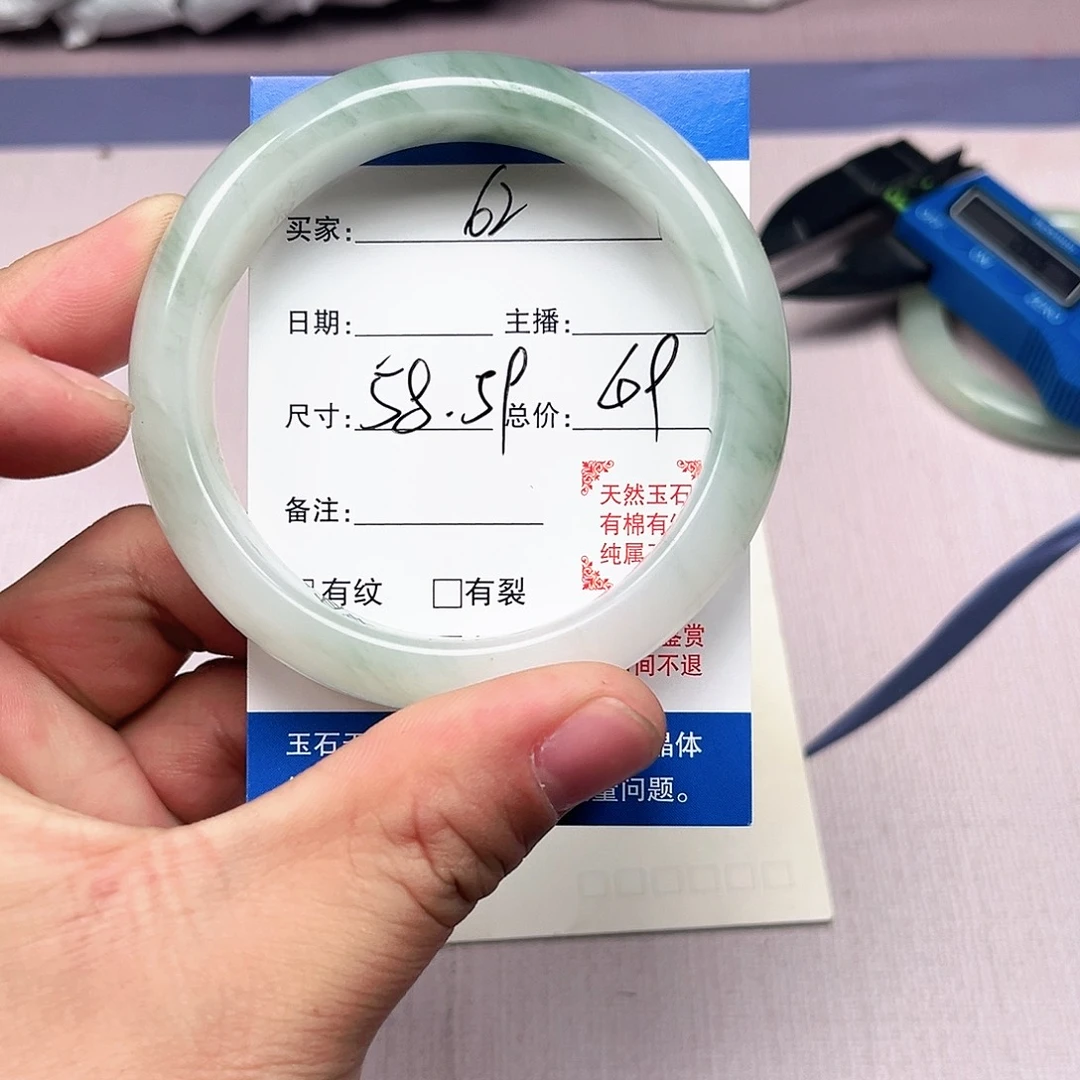 买家: 62
日期: 主播:
尺寸: 58.59 总价: 69
备注:
有纹 □有裂
天然玉石
有棉有
纯属
鉴赏
间不退
玉石 晶体
量问题。